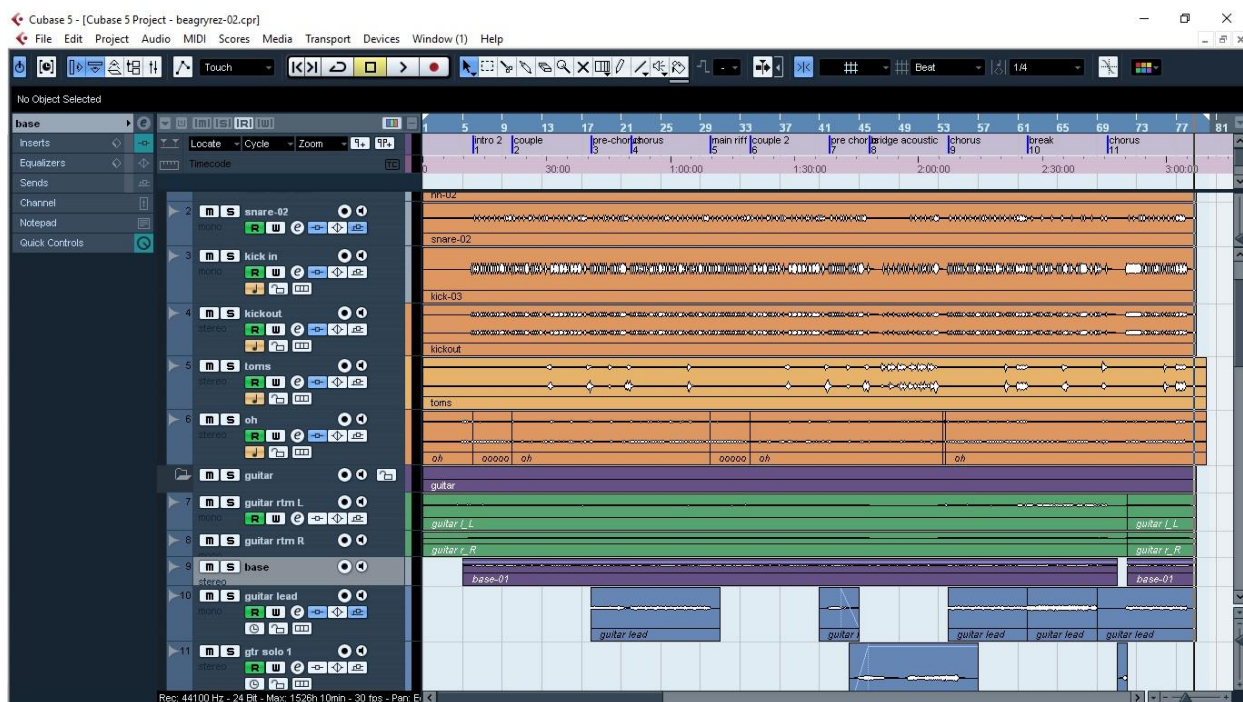 Cubase 5 - [Cubase 5 Project - beagryrez-02.cpr]
File Edit Project Audio MIDI Scores Media Transport Devices Window (1) Help
Touch
Beat
1/4
No Object Selected
base
Inserts
Equalizers
Sends
Channel
Notepad
Quick Controls
Locate Cycle Zoom
Timecode
TC
1 5 9 13 17 21 25 29 33 37 41 45 49 53 57 61 65 69 73 77 81
intro 2 couple pre-chor chorus main riff couple 2 pre chor bridge acoustic chorus break chorus
1 2 3 4 5 6 7 8 9 10 11
0 30:00 1:00:00 1:30:00 2:00:00 2:30:00 3:00:00
2 m S snare-02
mono R W e
snare-02
3 m S kick in
mono R W e
kick-03
4 m S kickout
stereo R W e
kickout
5 m S toms
stereo R W e
toms
6 m S oh
stereo R W e
oh ooooo oh ooooo oh oh
m S guitar
guitar
7 m S guitar rtm L
mono R W e
guitar l_L guitar l_L
8 m S guitar rtm R
guitar r_R guitar r_R
9 m S base
stereo
base-01 base-01
10 m S guitar lead
mono R W e
guitar lead guitar guitar lead guitar lead guitar lead
11 m S gtr solo 1
stereo R W e
Rec: 44100 Hz - 24 Bit - Max: 1526h 10min - 30 fps - Pan: E